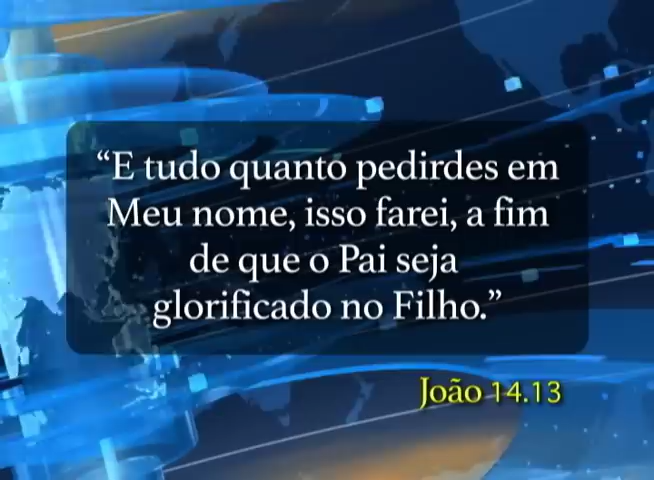 “E tudo quanto pedirdes em
Meu nome, isso farei, a fim
de que o Pai seja
glorificado no Filho.”
João 14.13